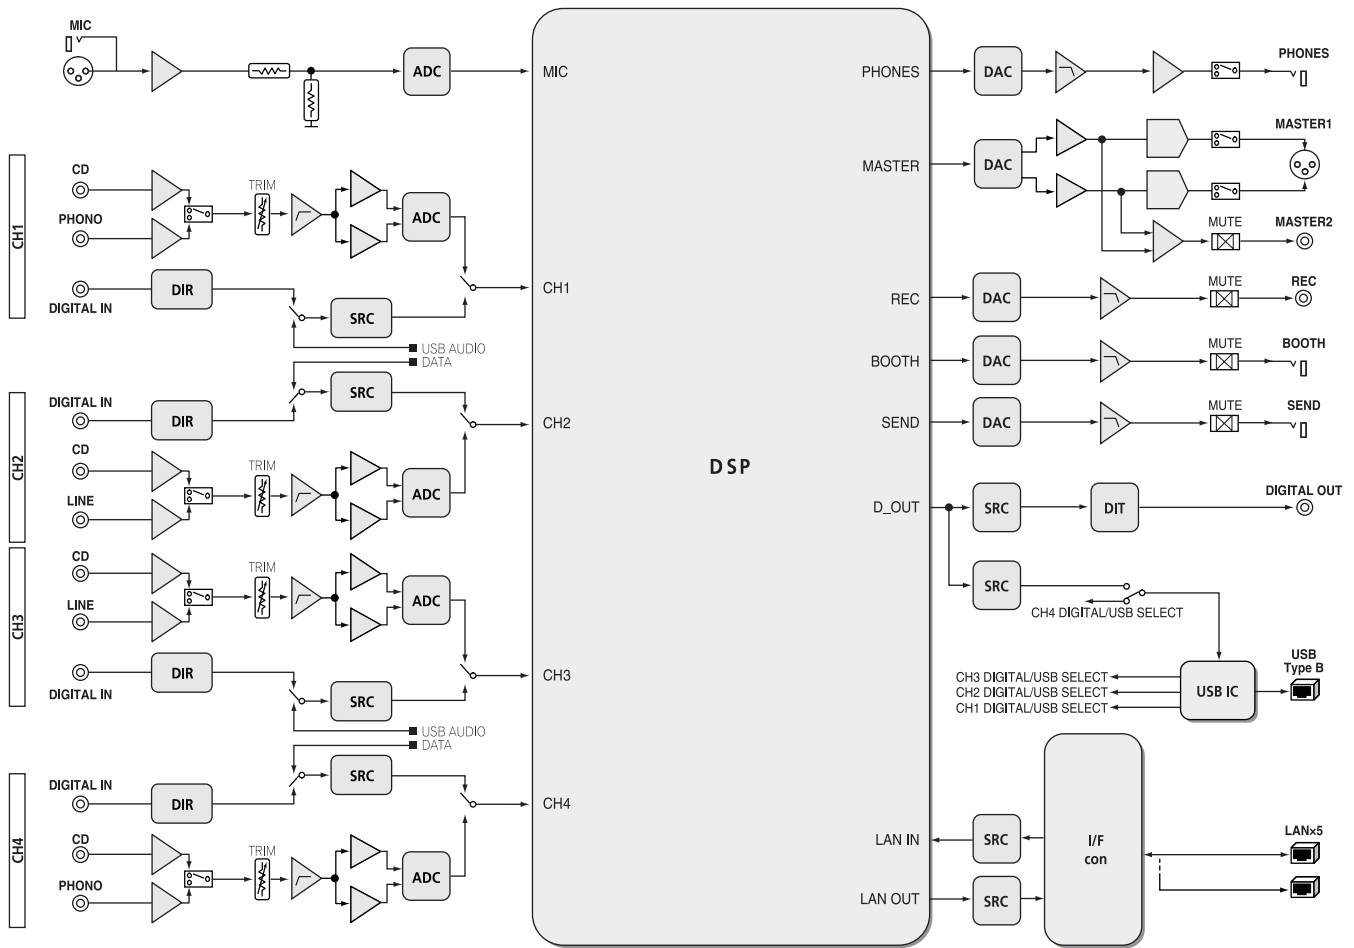 MIC
ADC
MIC
PHONES
DAC
PHONES
MASTER
DAC
MASTER1
MUTE
MASTER2
CH1
CD
PHONO
TRIM
ADC
DIGITAL IN
DIR
SRC
CH1
USB AUDIO
DATA
REC
DAC
MUTE
REC
BOOTH
DAC
MUTE
BOOTH
SEND
DAC
MUTE
SEND
CH2
DIGITAL IN
DIR
SRC
CH2
CD
LINE
TRIM
ADC
DSP
D_OUT
SRC
DIT
DIGITAL OUT
SRC
CH4 DIGITAL/USB SELECT
CH3
CD
LINE
TRIM
ADC
DIGITAL IN
DIR
SRC
CH3
USB AUDIO
DATA
CH3 DIGITAL/USB SELECT
CH2 DIGITAL/USB SELECT
CH1 DIGITAL/USB SELECT
USB IC
USB
Type B
CH4
DIGITAL IN
DIR
SRC
CH4
CD
PHONO
TRIM
ADC
LAN IN
SRC
I/F
con
LAN×5
LAN OUT
SRC